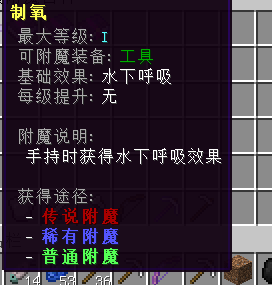 制氧
最大等级: I
可附魔装备: 工具
基础效果: 水下呼吸
每级提升: 无
附魔说明:
手持时获得水下呼吸效果
获得途径:
- 传说附魔
- 稀有附魔
- 普通附魔
14
53